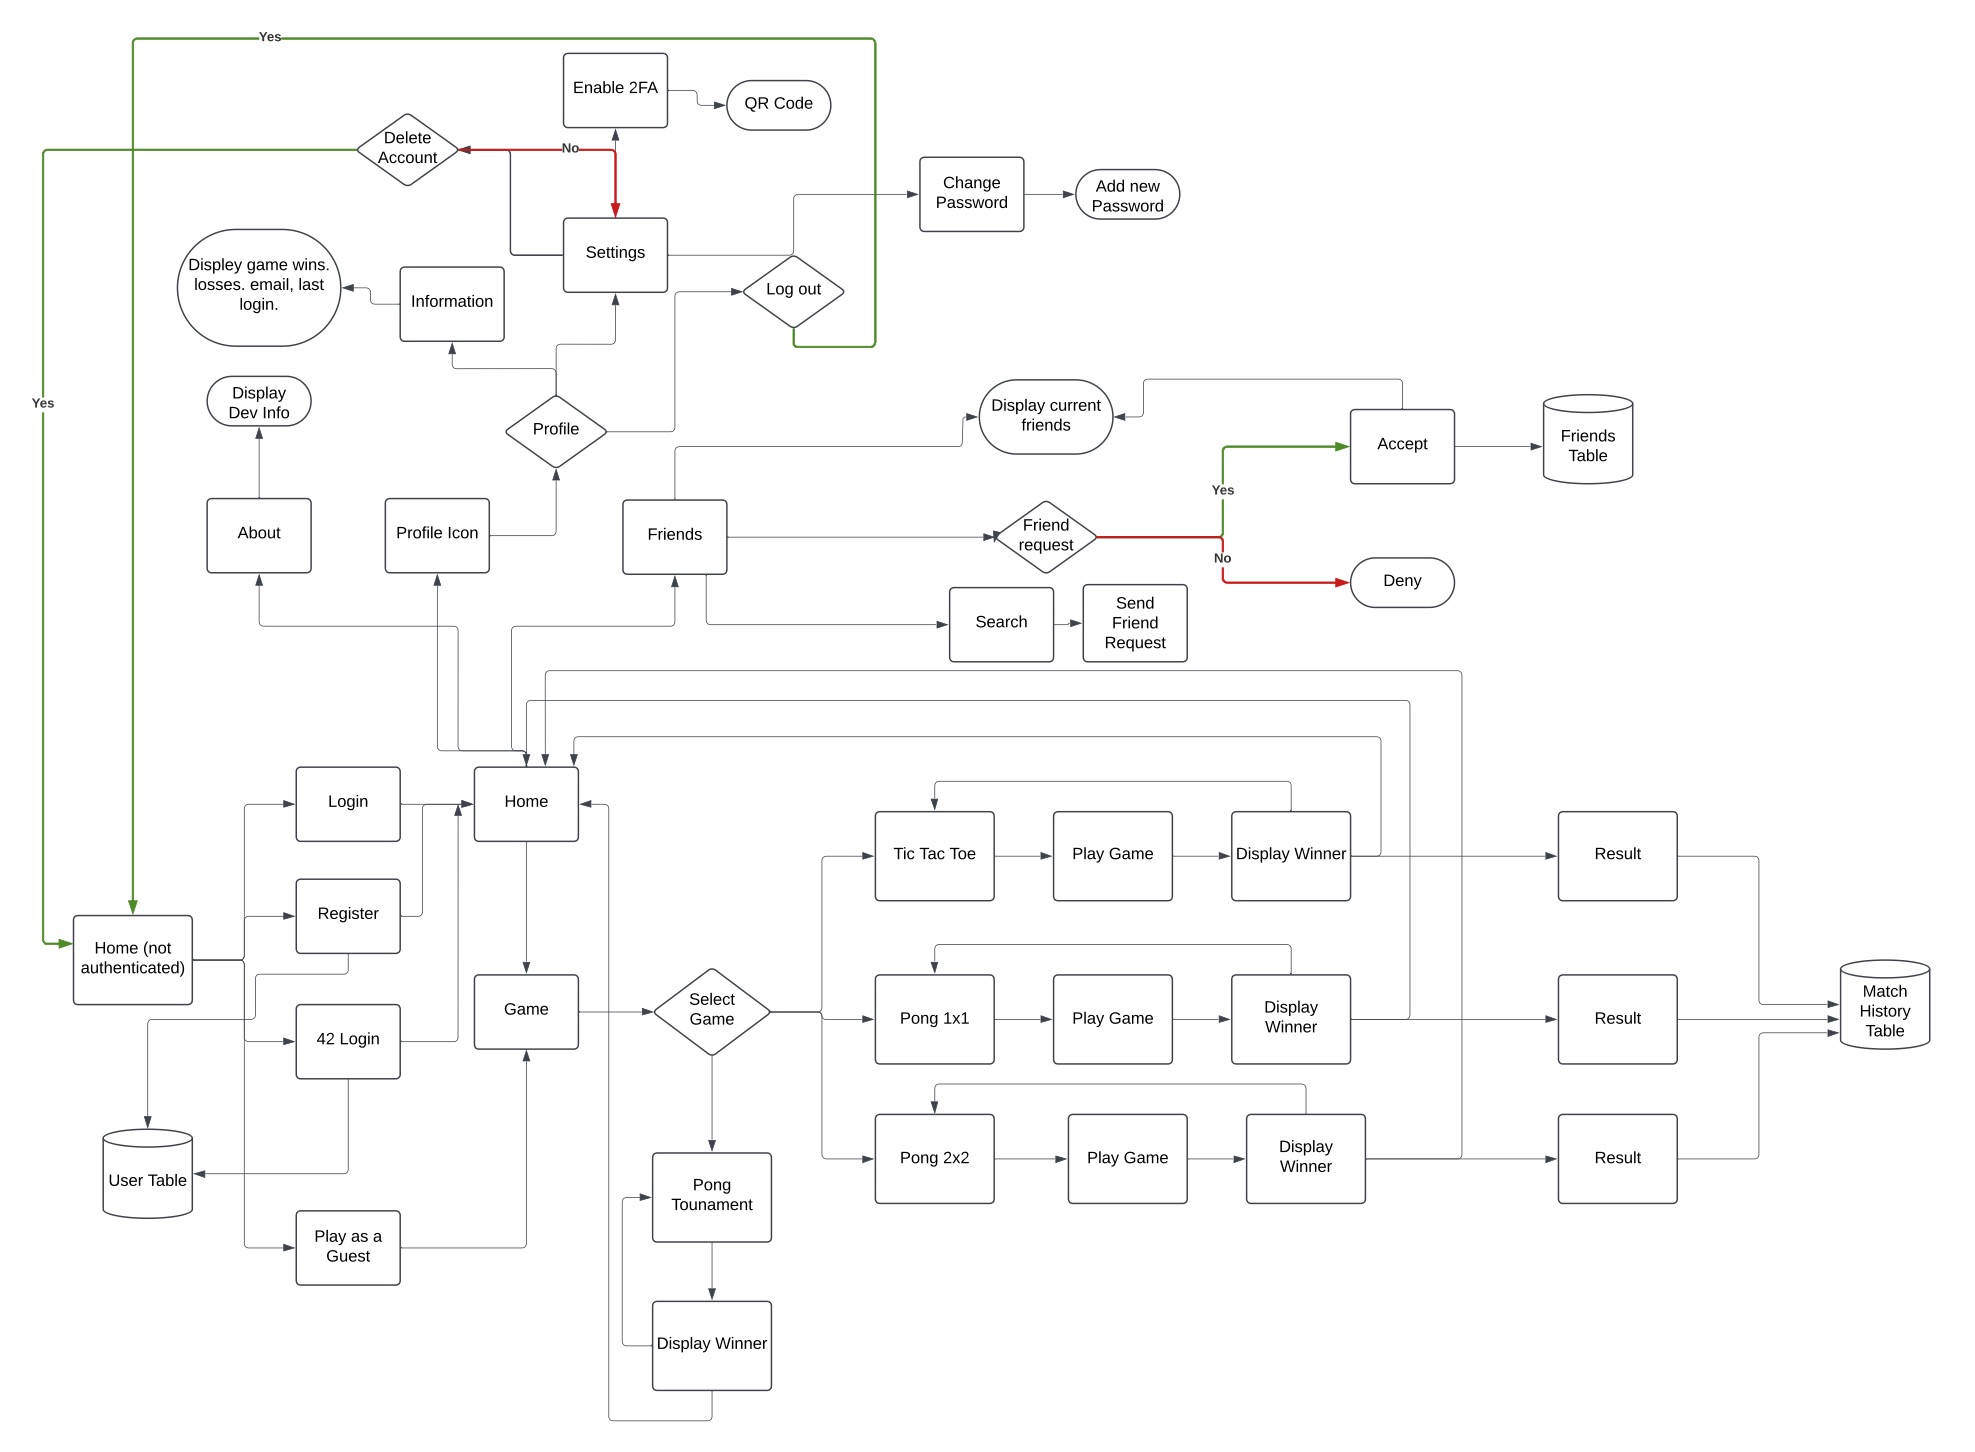 Yes
Enable 2FA
QR Code
Delete
Account
No
Change
Password
Add new
Password
Settings
Displey game wins.
losses. email, last
login.
Information
Log out
Display
Dev Info
Yes
Profile
Display current
friends
Accept
Friends
Table
Yes
About
Profile Icon
Friends
Friend
request
No
Deny
Search
Send
Friend
Request
Login
Home
Tic Tac Toe
Play Game
Display Winner
Result
Register
Home (not
authenticated)
42 Login
Game
Select
Game
Pong 1x1
Play Game
Display
Winner
Result
Match
History
Table
User Table
Pong 2x2
Play Game
Display
Winner
Result
Pong
Tounament
Play as a
Guest
Display Winner